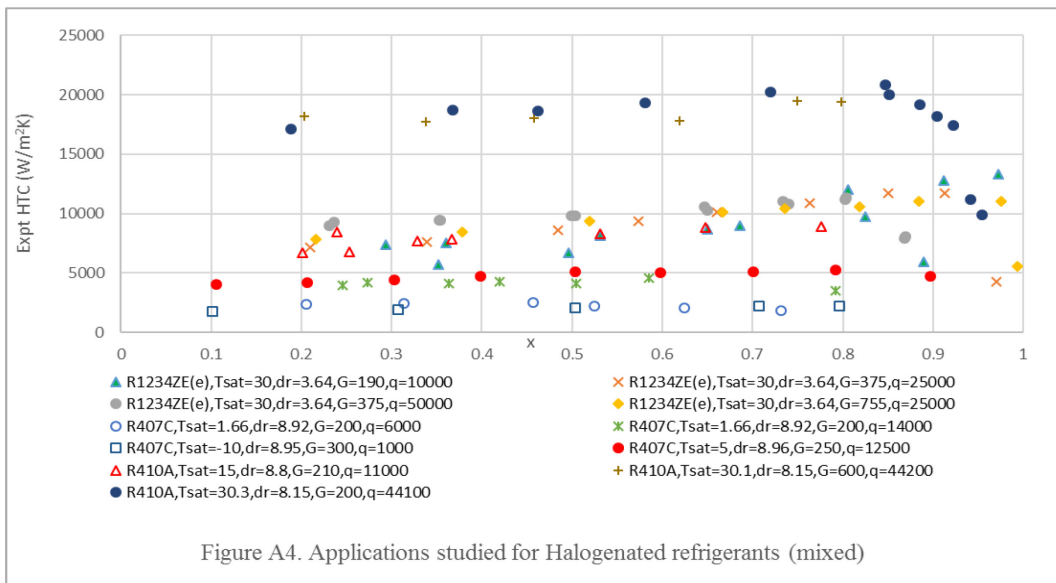 25000
20000
15000
10000
5000
0
Expt HTC (W/m²K)
0 0.1 0.2 0.3 0.4 0.5 0.6 0.7 0.8 0.9 1
x
R1234ZE(e),Tsat=30,dr=3.64,G=190,q=10000 R1234ZE(e),Tsat=30,dr=3.64,G=375,q=25000
R1234ZE(e),Tsat=30,dr=3.64,G=375,q=50000 R1234ZE(e),Tsat=30,dr=3.64,G=755,q=25000
R407C,Tsat=1.66,dr=8.92,G=200,q=6000 R407C,Tsat=1.66,dr=8.92,G=200,q=14000
R407C,Tsat=-10,dr=8.95,G=300,q=1000 R407C,Tsat=5,dr=8.96,G=250,q=12500
R410A,Tsat=15,dr=8.8,G=210,q=11000 R410A,Tsat=30.1,dr=8.15,G=600,q=44200
R410A,Tsat=30.3,dr=8.15,G=200,q=44100
Figure A4. Applications studied for Halogenated refrigerants (mixed)